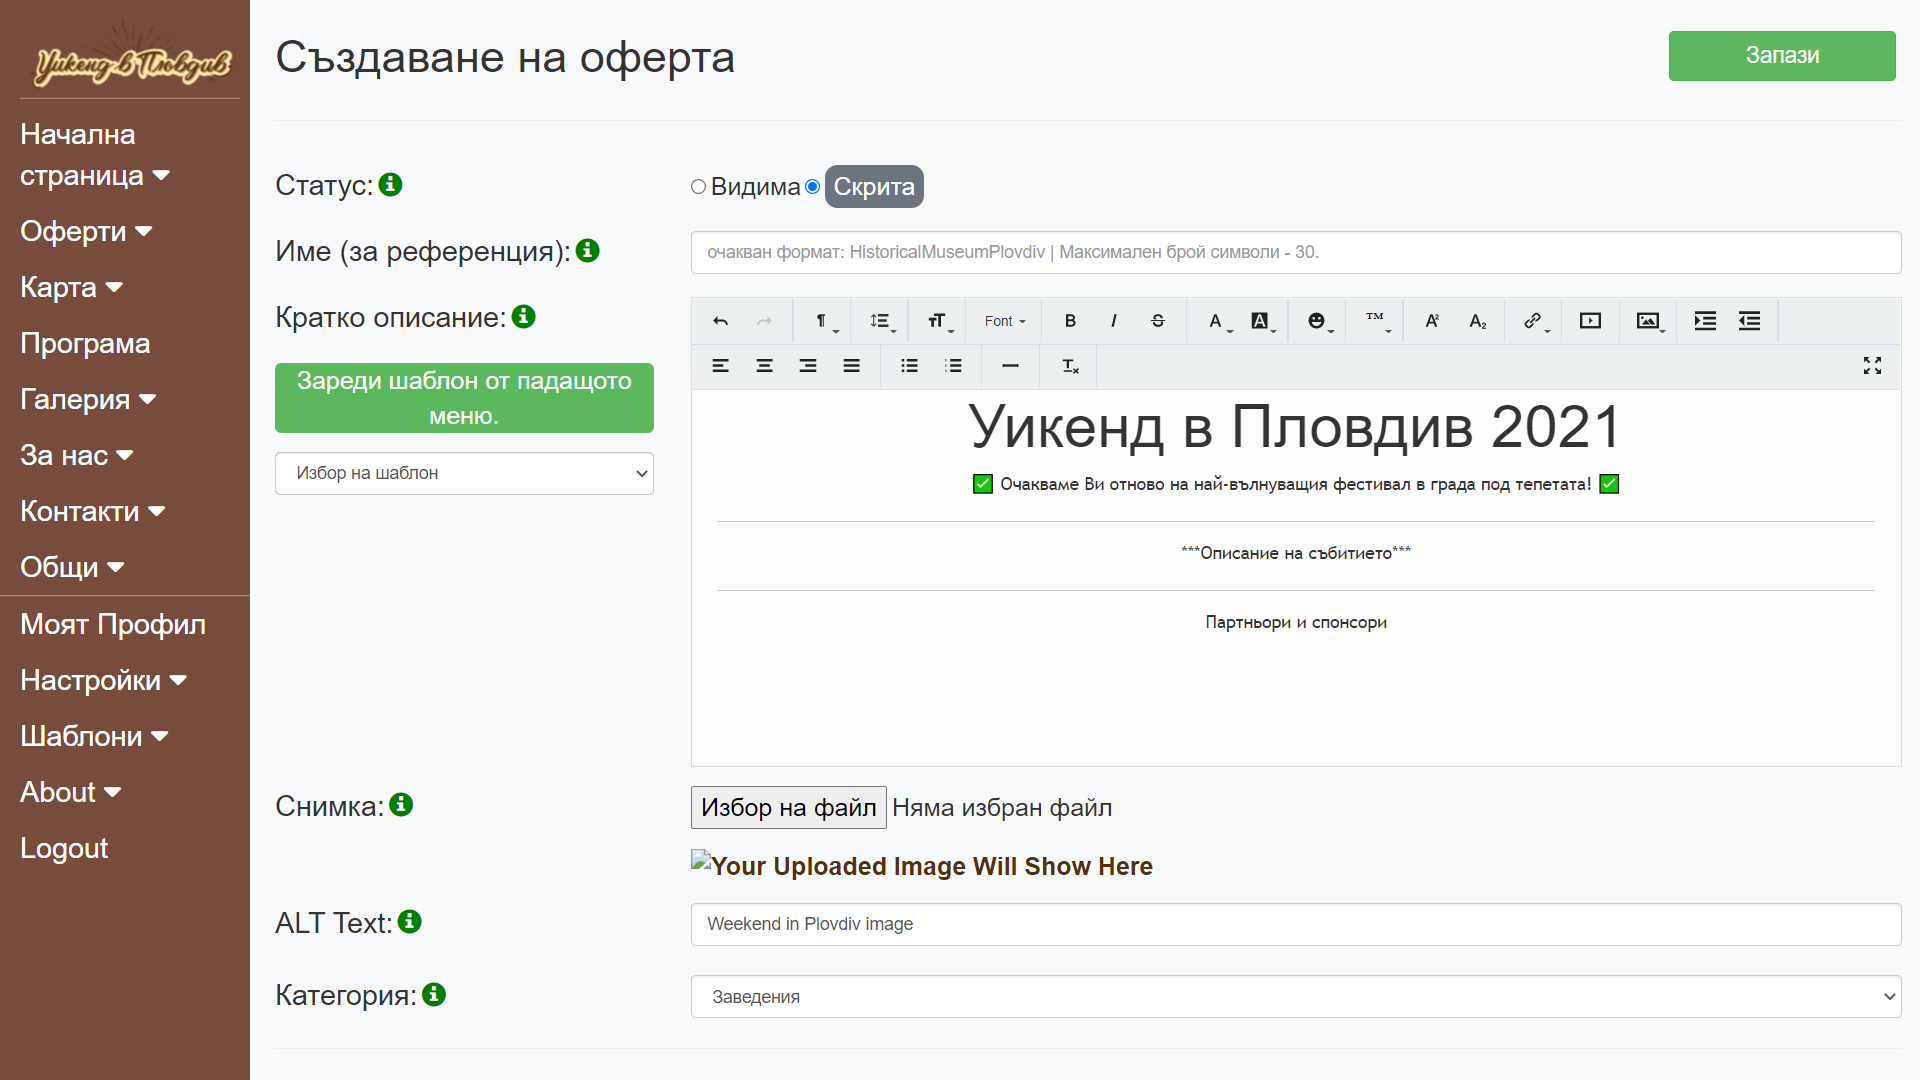 Уикенд в Пловдив
Начална
страница
Оферти
Карта
Програма
Галерия
За нас
Контакти
Общи
Моят Профил
Настройки
Шаблони
About
Logout
Създаване на оферта
Запази
Статус:
Видима Скрита
Име (за референция):
очакван формат: HistoricalMuseumPlovdiv | Максимален брой символи - 30.
Кратко описание:
Зареди шаблон от падащото
меню.
Избор на шаблон
Font
Уикенд в Пловдив 2021
✅ Очакваме Ви отново на най-вълнуващия фестивал в града под тепетата! ✅
***Описание на събитието***
Партньори и спонсори
Снимка:
Избор на файл Няма избран файл
Your Uploaded Image Will Show Here
ALT Text:
Weekend in Plovdiv image
Категория:
Заведения